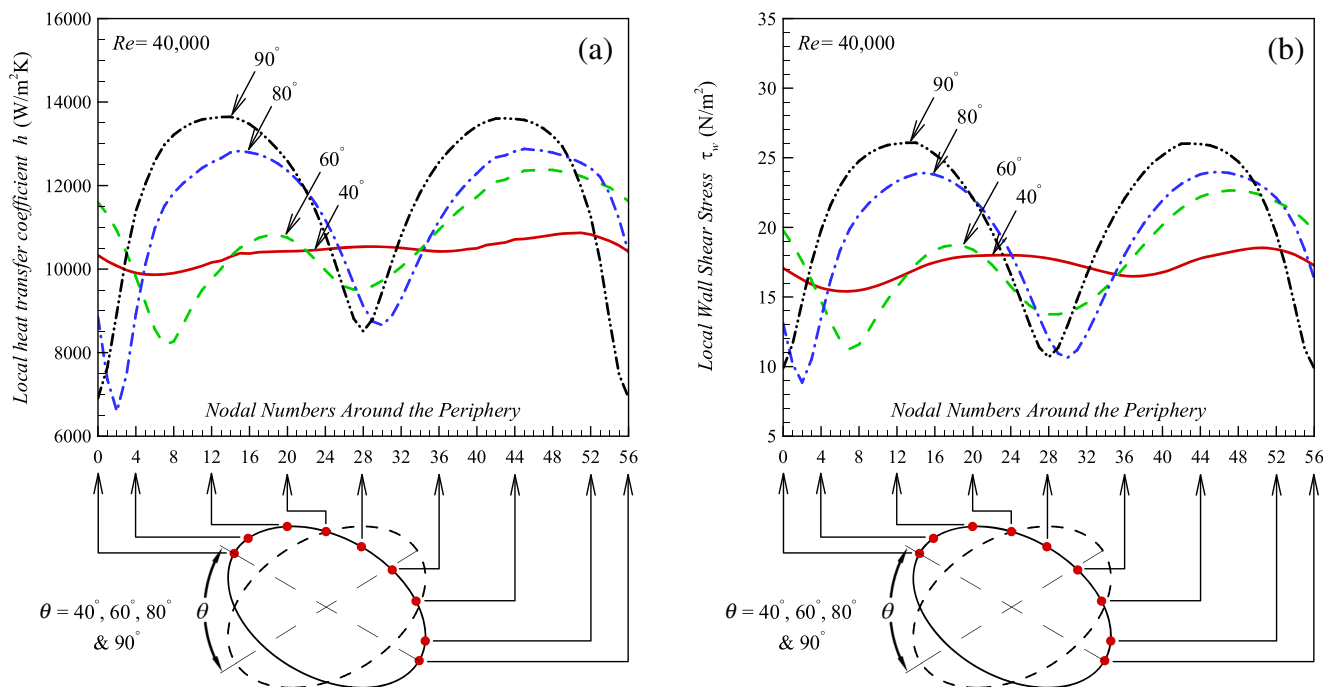 (a)
Re= 40,000
90°
80°
60°
40°
16000
14000
12000
10000
8000
6000
Local heat transfer coefficient h (W/m²K)
Nodal Numbers Around the Periphery
0 4 8 12 16 20 24 28 32 36 40 44 48 52 56
θ = 40°, 60°, 80°
& 90°
θ
(b)
Re= 40,000
90°
80°
60°
40°
35
30
25
20
15
10
5
Local Wall Shear Stress τw (N/m²)
Nodal Numbers Around the Periphery
0 4 8 12 16 20 24 28 32 36 40 44 48 52 56
θ = 40°, 60°, 80°
& 90°
θ